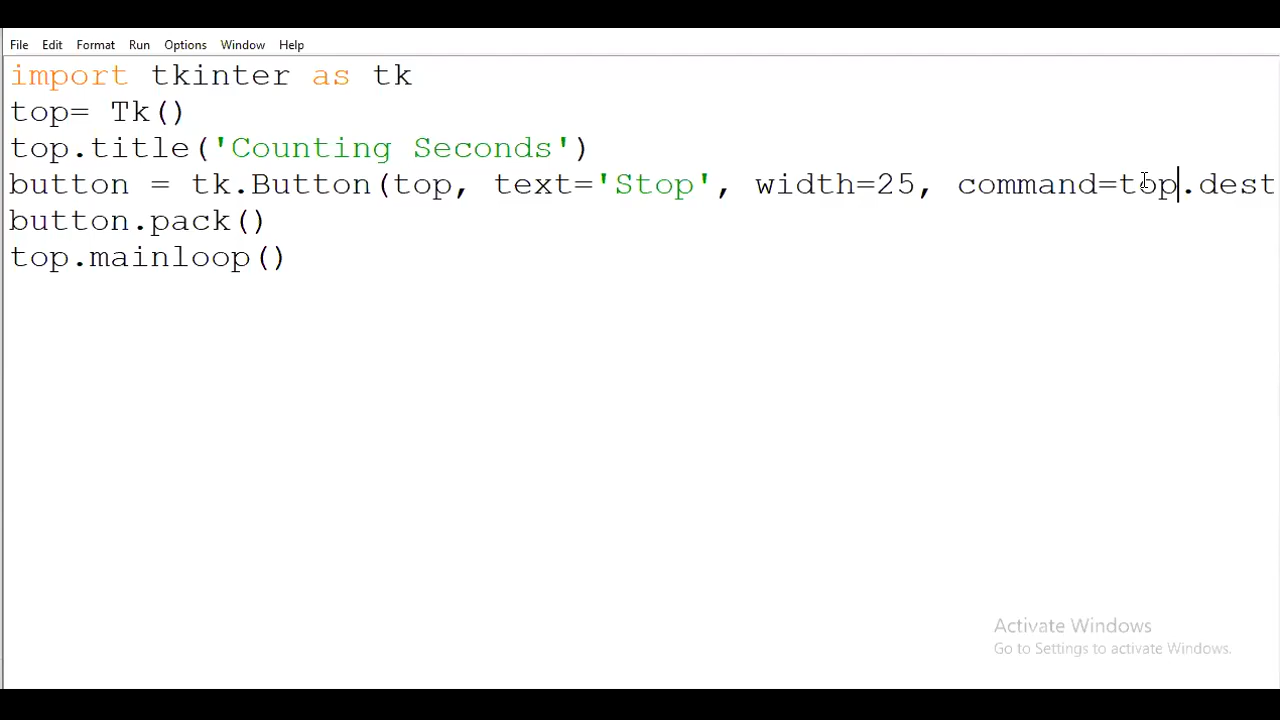 File Edit Format Run Options Window Help
import tkinter as tk
top= Tk()
top.title('Counting Seconds')
button = tk.Button(top, text='Stop', width=25, command=top.dest
button.pack()
top.mainloop()
Activate Windows
Go to Settings to activate Windows.